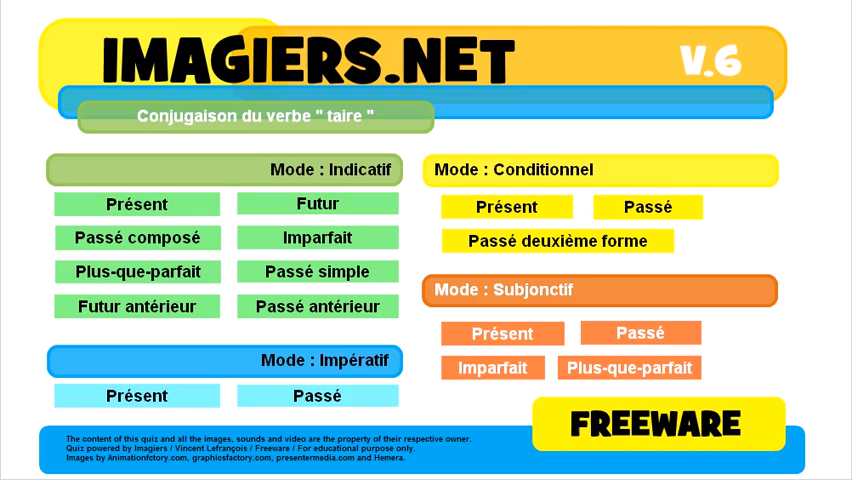 IMAGIERS.NET
V.6
Conjugaison du verbe " taire "
Mode : Indicatif
Présent
Futur
Passé composé
Imparfait
Plus-que-parfait
Passé simple
Futur antérieur
Passé antérieur
Mode : Impératif
Présent
Passé
Mode : Conditionnel
Présent
Passé
Passé deuxième forme
Mode : Subjonctif
Présent
Passé
Imparfait
Plus-que-parfait
FREEWARE
The content of this quiz and all the images, sounds and video are the property of their respective owner.
Quiz powered by Imagiers / Vincent Lefrançois / Freeware / For educational purpose only.
Images by Animationfctory.com, graphicsfactory.com, presentermedia.com and Hemera.